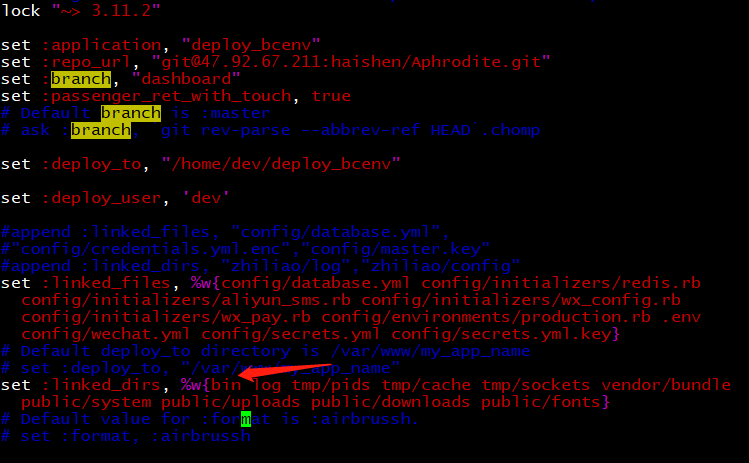 lock "~> 3.11.2"
set :application, "deploy_bcenv"
set :repo_url, "git@47.92.67.211:haishen/Aphrodite.git"
set :branch, "dashboard"
set :passenger_ret_with_touch, true
# Default branch is :master
# ask :branch, `git rev-parse --abbrev-ref HEAD`.chomp
set :deploy_to, "/home/dev/deploy_bcenv"
set :deploy_user, 'dev'
#append :linked_files, "config/database.yml",
#"config/credentials.yml.enc","config/master.key"
#append :linked_dirs, "zhiliao/log","zhiliao/config"
set :linked_files, %w{config/database.yml config/initializers/redis.rb
config/initializers/aliyun_sms.rb config/initializers/wx_config.rb
config/initializers/wx_pay.rb config/environments/production.rb .env
config/wechat.yml config/secrets.yml config/secrets.yml.key}
# Default deploy_to directory is /var/www/my_app_name
# set :deploy_to, "/var/www/my_app_name"
set :linked_dirs, %w{bin log tmp/pids tmp/cache tmp/sockets vendor/bundle
public/system public/uploads public/downloads public/fonts}
# Default value for :format is :airbrussh.
# set :format, :airbrussh